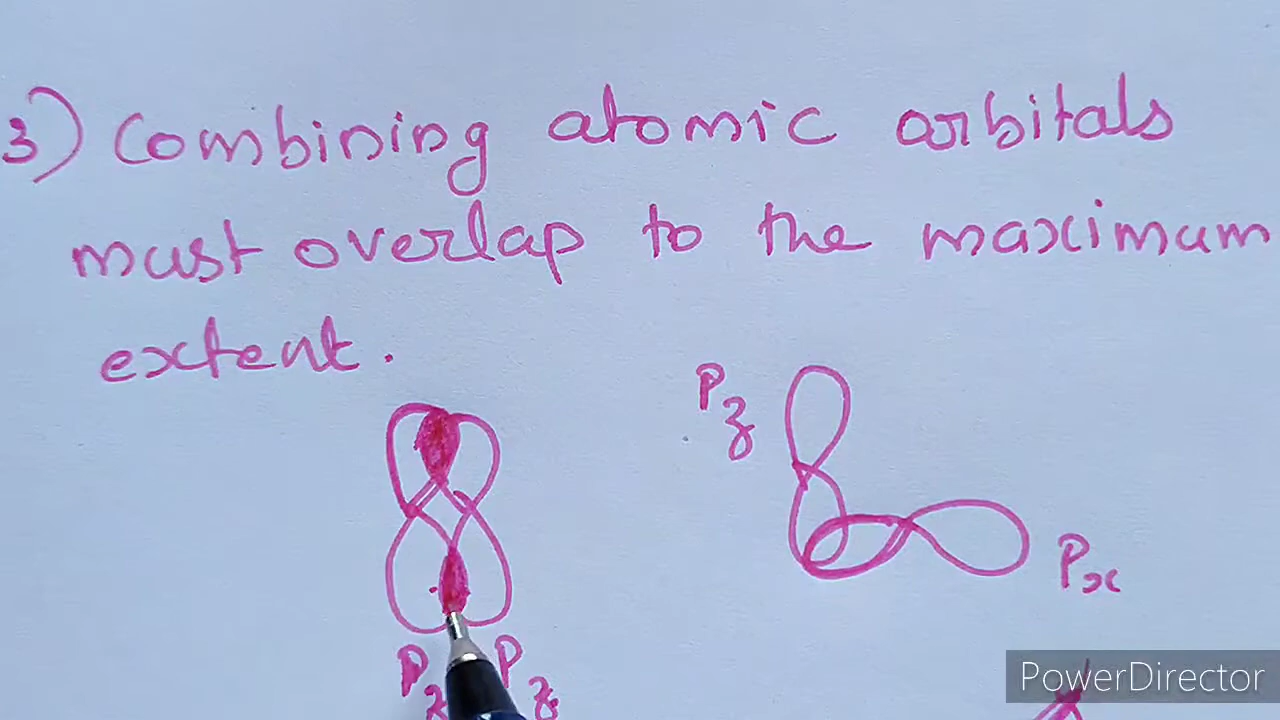 3) Combining atomic orbitals
must overlap to the maximum
extent.
Pz
Px
Pz Pz
PowerDirector